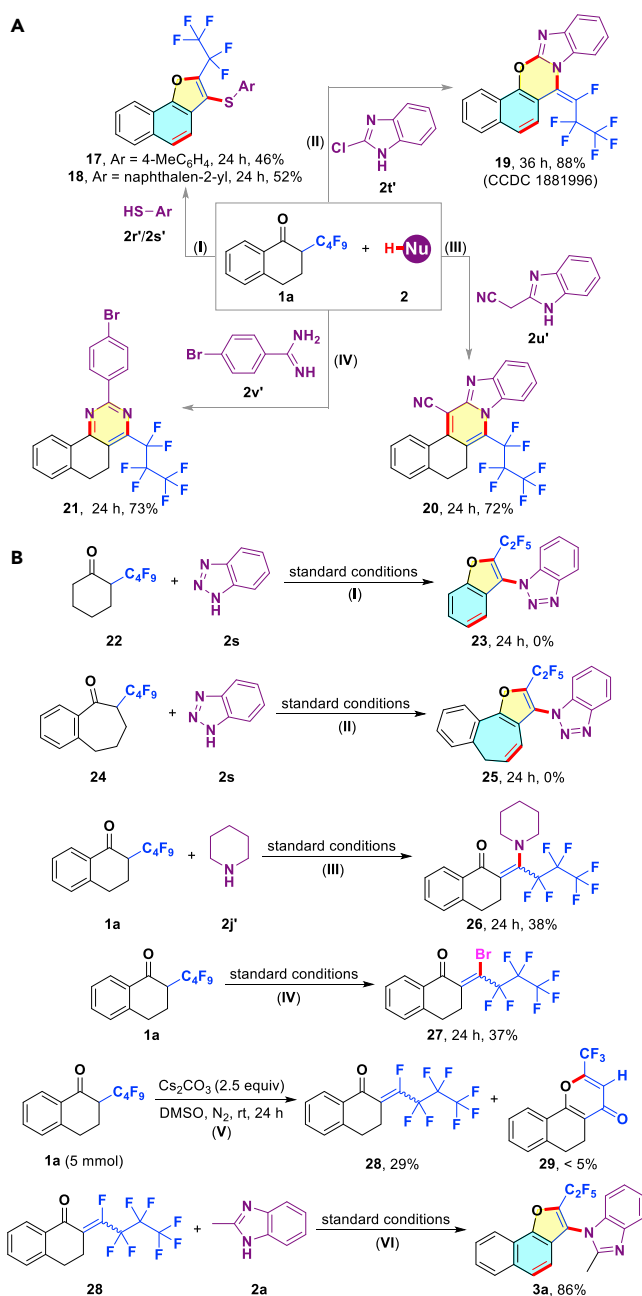 A
F
F
F
F
F
O
S
Ar
17, Ar = 4-MeC6H4, 24 h, 46%
18, Ar = naphthalen-2-yl, 24 h, 52%
HS−Ar
2r'/2s'
(I)
(II)
Cl
N
N
H
2t'
N
O
N
F
F
F
F
F
F
F
19, 36 h, 88%
(CCDC 1881996)
O
C4F9
1a
+
H
Nu
2
(III)
NC
N
N
H
2u'
Br
NH2
NH
2v'
(IV)
Br
N
N
F
F
F
F
F
F
F
21, 24 h, 73%
NC
N
N
F
F
F
F
F
F
F
20, 24 h, 72%
B
O
C4F9
22
+
N
N
N
H
2s
standard conditions
(I)
C2F5
O
N
N
N
23, 24 h, 0%
O
C4F9
24
+
N
N
N
H
2s
standard conditions
(II)
C2F5
O
N
N
N
25, 24 h, 0%
O
C4F9
1a
+
N
H
2j'
standard conditions
(III)
O
N
F
F
F
F
F
F
F
26, 24 h, 38%
O
C4F9
1a
standard conditions
(IV)
O
Br
F
F
F
F
F
F
F
27, 24 h, 37%
O
C4F9
1a (5 mmol)
Cs2CO3 (2.5 equiv)
DMSO, N2, rt, 24 h
(V)
O
F
F
F
F
F
F
F
F
28, 29%
+
CF3
O
H
O
29, < 5%
O
F
F
F
F
F
F
F
F
28
+
N
N
H
2a
standard conditions
(VI)
C2F5
O
N
N
3a, 86%